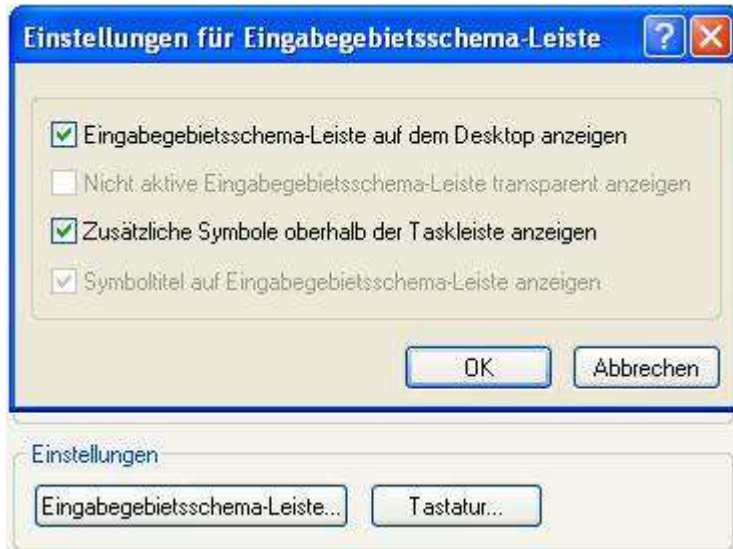 Einstellungen für Eingabegebietsschema-Leiste
Eingabegebietsschema-Leiste auf dem Desktop anzeigen
Nicht aktive Eingabegebietsschema-Leiste transparent anzeigen
Zusätzliche Symbole oberhalb der Taskleiste anzeigen
Symboltitel auf Eingabegebietsschema-Leiste anzeigen
OK Abbrechen
Einstellungen
Eingabegebietsschema-Leiste... Tastatur...